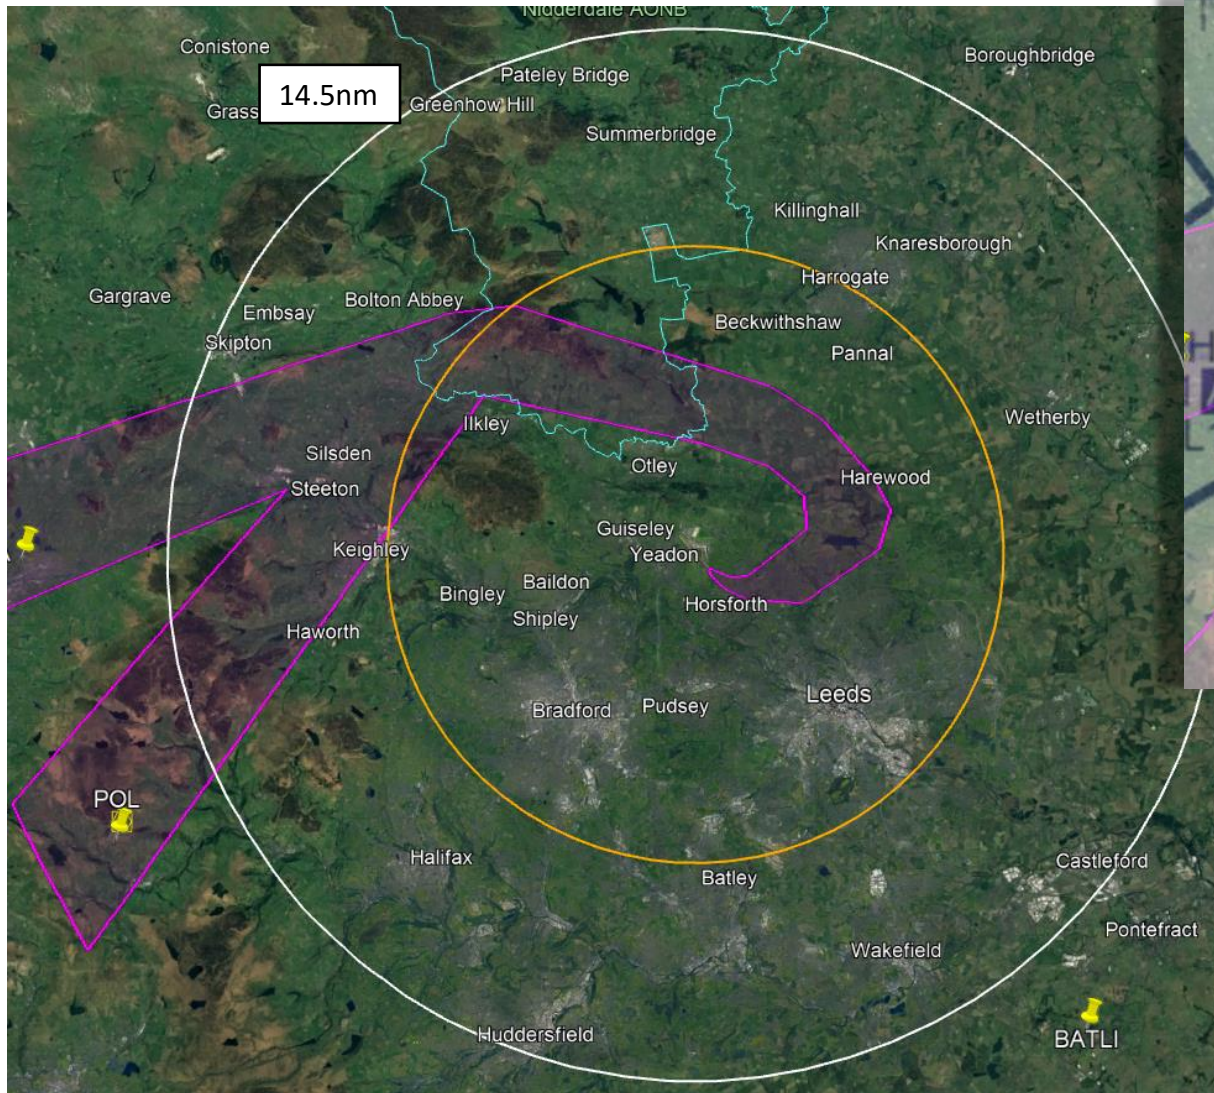 Nidderdale AONB
Conistone
Boroughbridge
Pateley Bridge
14.5nm
Greenhow Hill
Grass
Summerbridge
Killinghall
Knaresborough
Harrogate
Gargrave
Bolton Abbey
Embsay
Beckwithshaw
Skipton
Pannal
Wetherby
Ilkley
Silsden
Otley
Harewood
Steeton
Guiseley
Keighley
Yeadon
Baildon
Bingley
Horsforth
Shipley
Haworth
Leeds
Pudsey
Bradford
POL
Halifax
Castleford
Batley
Pontefract
Wakefield
Huddersfield
BATLI